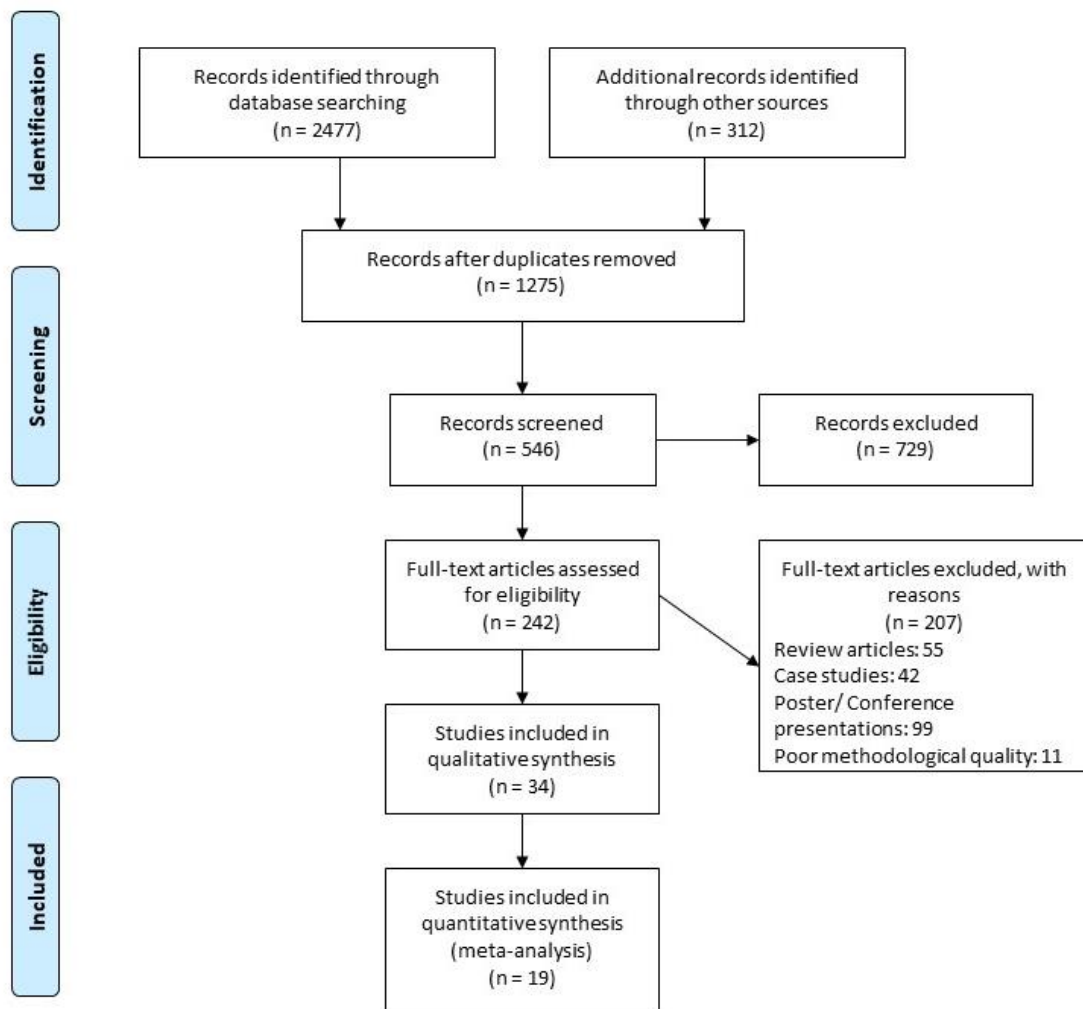 Identification
Records identified through
database searching
(n = 2477)
Additional records identified
through other sources
(n = 312)
Records after duplicates removed
(n = 1275)
Screening
Records screened
(n = 546)
Records excluded
(n = 729)
Eligibility
Full-text articles assessed
for eligibility
(n = 242)
Full-text articles excluded, with
reasons
(n = 207)
Review articles: 55
Case studies: 42
Poster/ Conference
presentations: 99
Poor methodological quality: 11
Studies included in
qualitative synthesis
(n = 34)
Included
Studies included in
quantitative synthesis
(meta-analysis)
(n = 19)